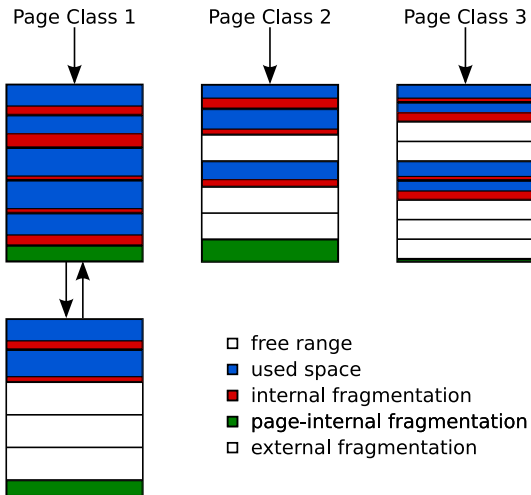 Page Class 1
Page Class 2
Page Class 3
free range
used space
internal fragmentation
page-internal fragmentation
external fragmentation